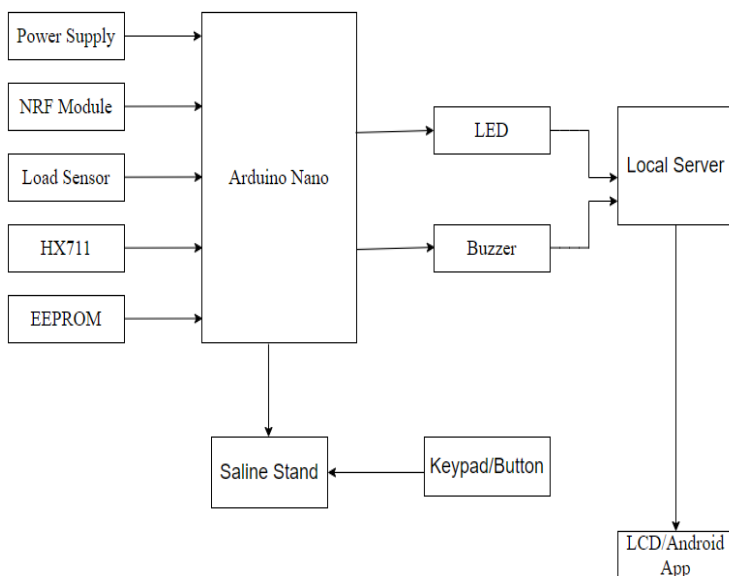 Power Supply
NRF Module
Load Sensor
HX711
EEPROM
Arduino Nano
LED
Buzzer
Local Server
Saline Stand
Keypad/Button
LCD/Android
App